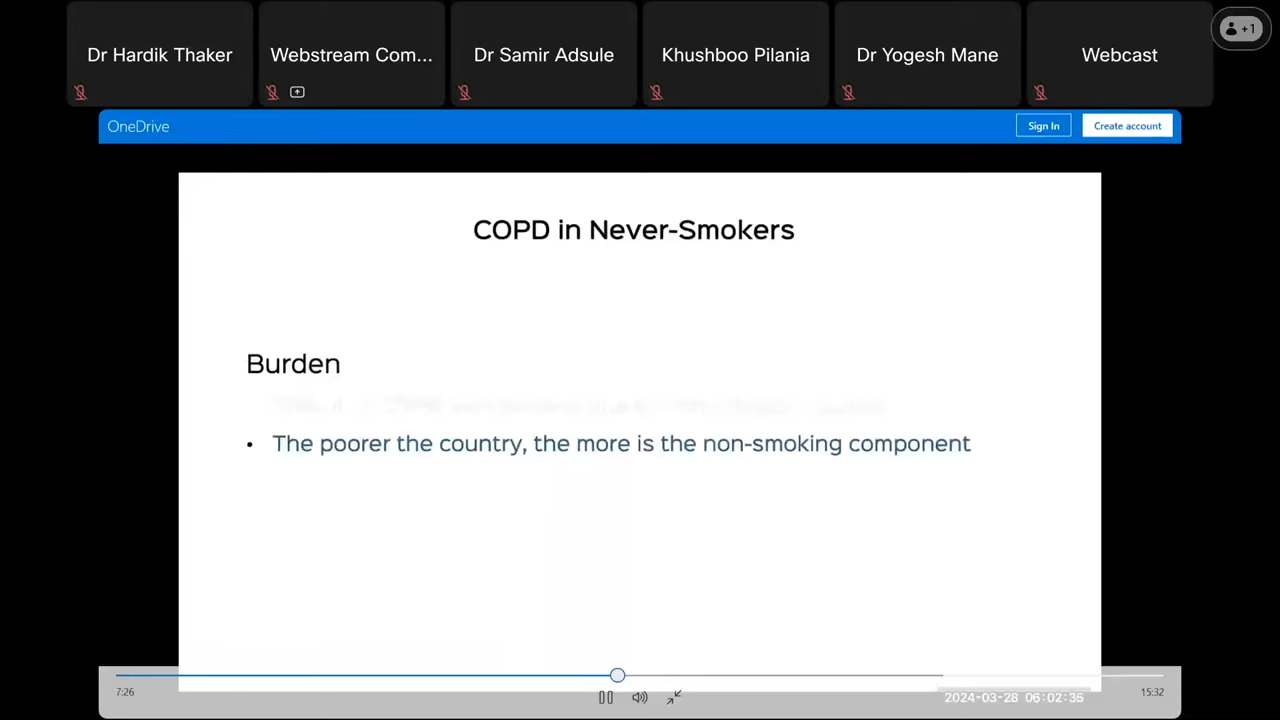 Dr Hardik Thaker
Webstream Com...
Dr Samir Adsule
Khushboo Pilania
Dr Yogesh Mane
Webcast
+1
OneDrive
Sign In
Create account
COPD in Never-Smokers
Burden
• The poorer the country, the more is the non-smoking component
7:26
2024-03-28 06:02:35
15:32